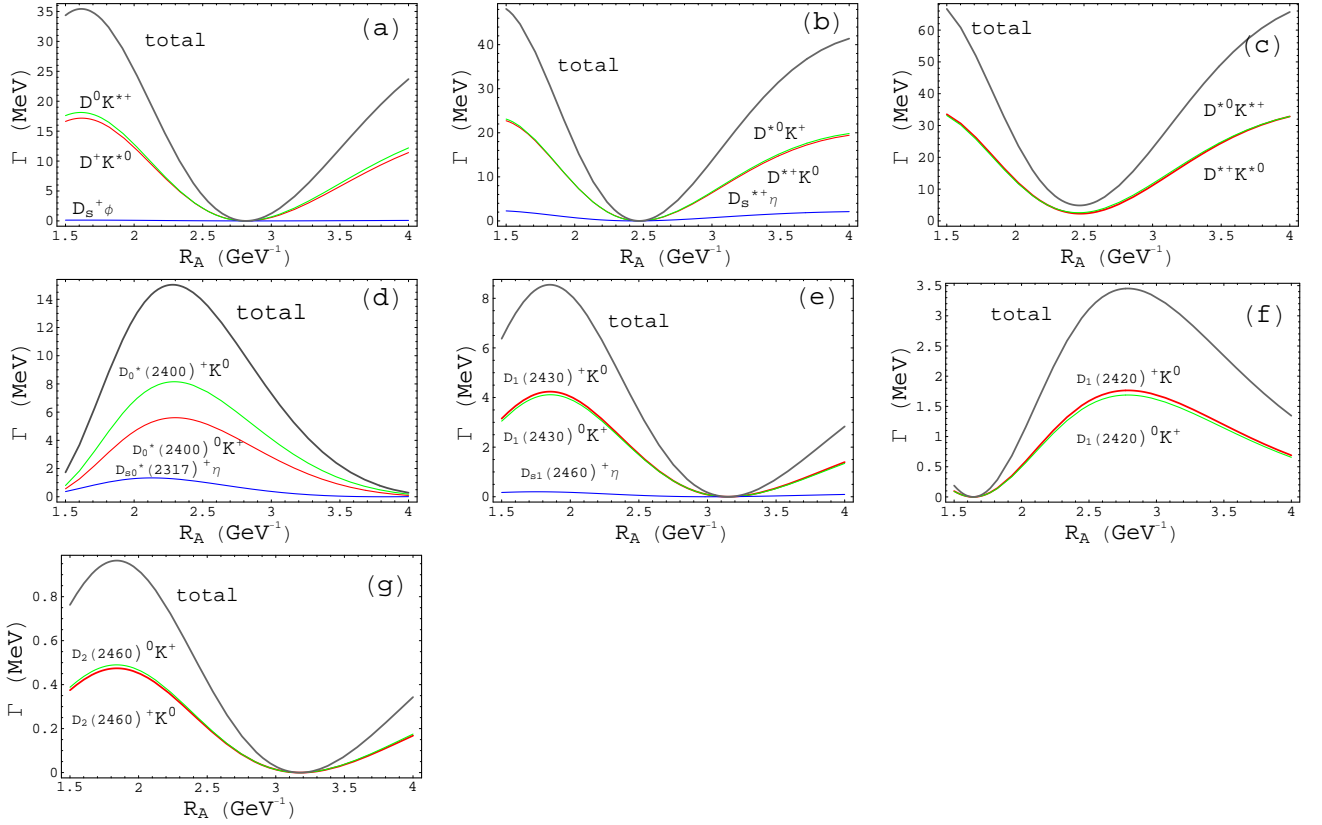 (a)
total
D⁰K*⁺
D⁺K*⁰
Dₛ⁺ϕ
Γ (MeV)
0 5 10 15 20 25 30 35
1.5 2 2.5 3 3.5 4
R_A (GeV⁻¹)
(b)
total
D*⁰K⁺
D*⁺K⁰
Dₛ*⁺η
Γ (MeV)
0 10 20 30 40
1.5 2 2.5 3 3.5 4
R_A (GeV⁻¹)
(c)
total
D*⁰K*⁺
D*⁺K*⁰
Γ (MeV)
0 10 20 30 40 50 60
1.5 2 2.5 3 3.5 4
R_A (GeV⁻¹)
(d)
total
D₀*(2400)⁺K⁰
D₀*(2400)⁰K⁺
Dₛ₀*(2317)⁺η
Γ (MeV)
0 2 4 6 8 10 12 14
1.5 2 2.5 3 3.5 4
R_A (GeV⁻¹)
(e)
total
D₁(2430)⁺K⁰
D₁(2430)⁰K⁺
Dₛ₁(2460)⁺η
Γ (MeV)
0 2 4 6 8
1.5 2 2.5 3 3.5 4
R_A (GeV⁻¹)
(f)
total
D₁(2420)⁺K⁰
D₁(2420)⁰K⁺
Γ (MeV)
0 0.5 1 1.5 2 2.5 3 3.5
1.5 2 2.5 3 3.5 4
R_A (GeV⁻¹)
(g)
total
D₂(2460)⁰K⁺
D₂(2460)⁺K⁰
Γ (MeV)
0 0.2 0.4 0.6 0.8
1.5 2 2.5 3 3.5 4
R_A (GeV⁻¹)